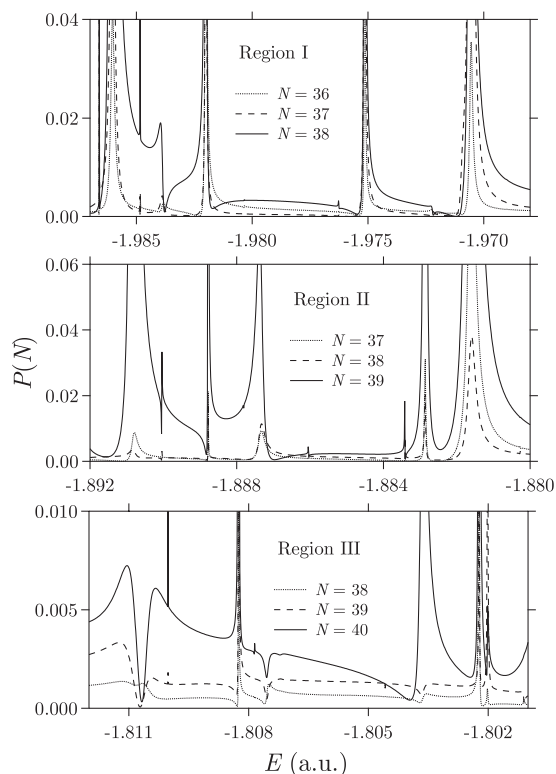 0.04
Region I
N = 36
N = 37
N = 38
0.02
0.00
-1.985
-1.980
-1.975
-1.970
0.06
Region II
N = 37
N = 38
N = 39
0.04
0.02
0.00
P(N)
-1.892
-1.888
-1.884
-1.880
0.010
Region III
N = 38
N = 39
N = 40
0.005
0.000
-1.811
-1.808
-1.805
-1.802
E (a.u.)